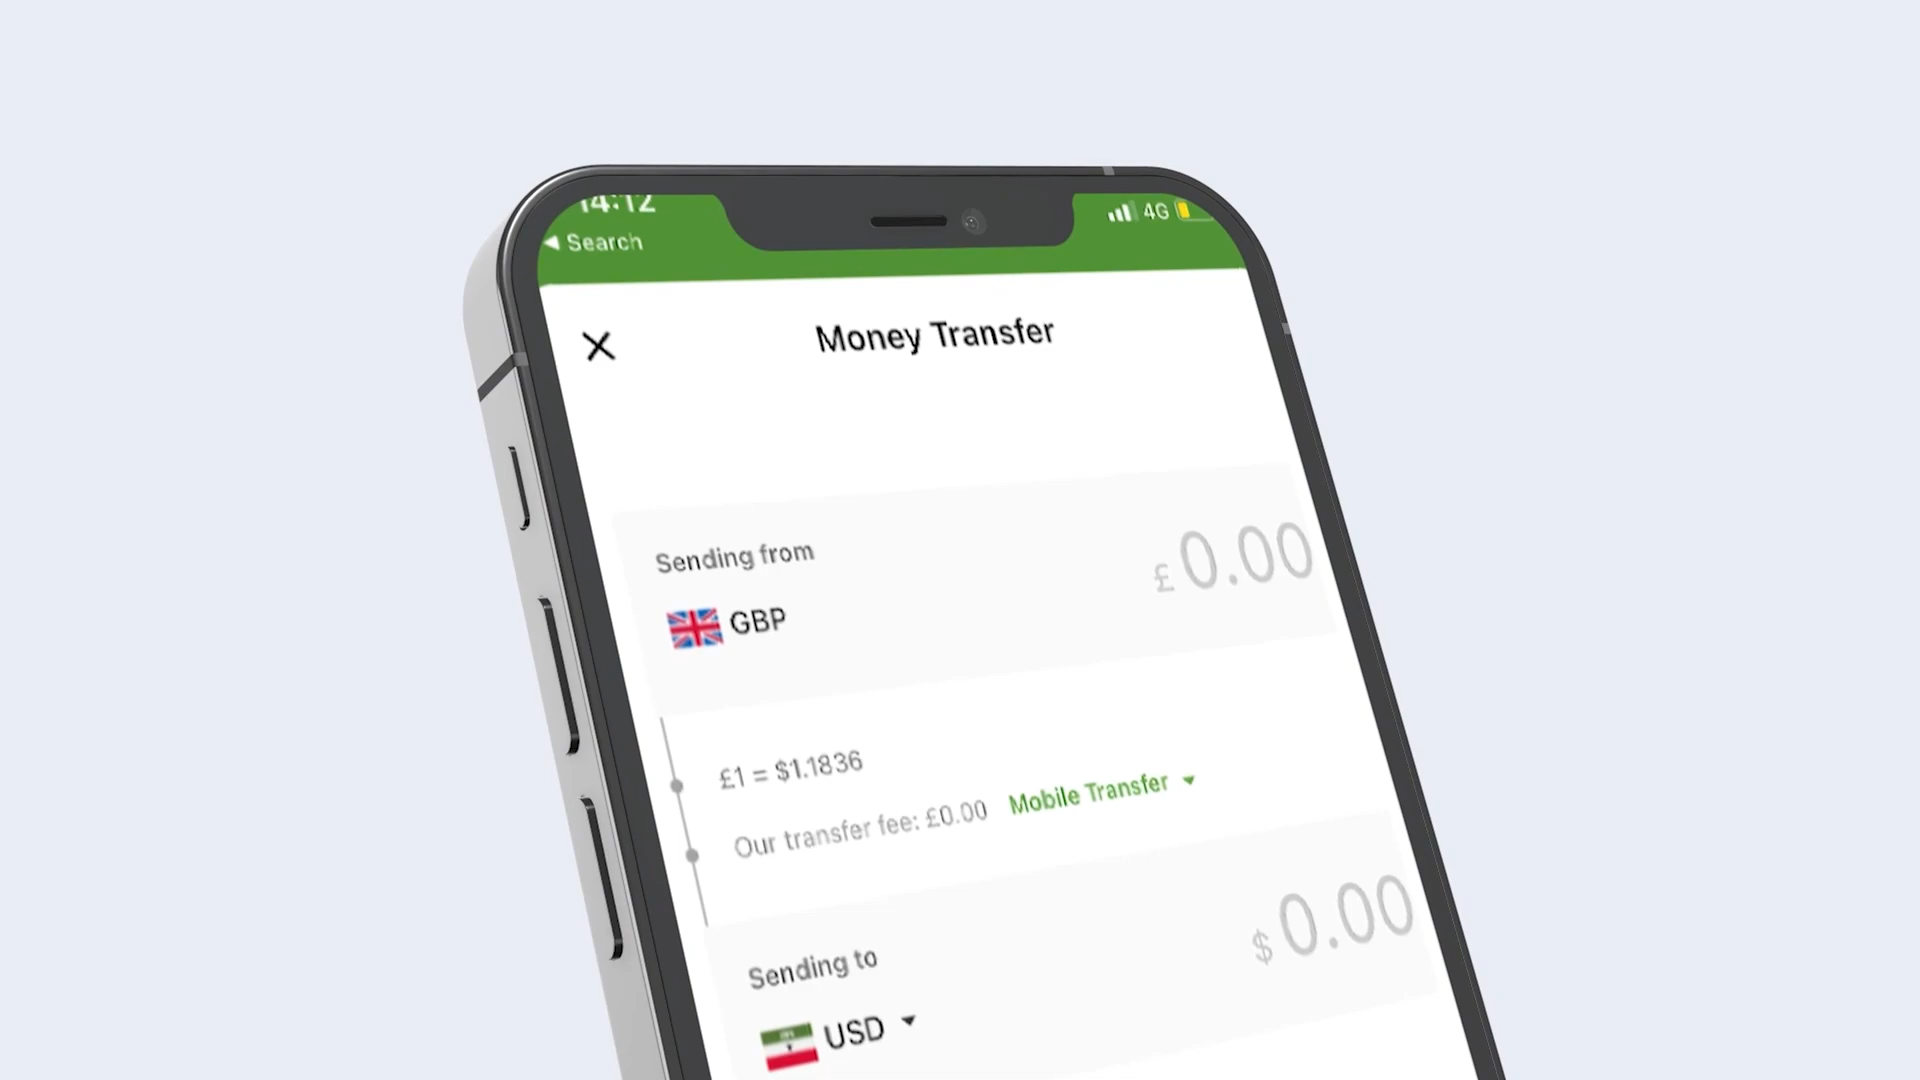 14:12
4G
Search
Money Transfer
Sending from
£0.00
GBP
£1 = $1.1836
Our transfer fee: £0.00 Mobile Transfer
Sending to
$0.00
USD